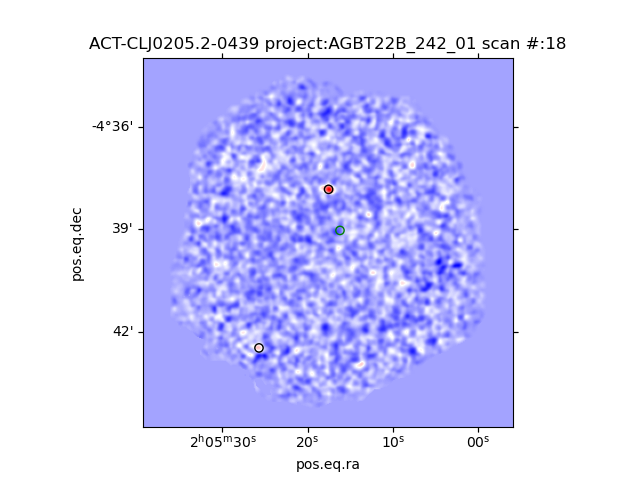 ACT-CLJ0205.2-0439 project:AGBT22B_242_01 scan #:18
-4°36'
39'
42'
pos.eq.dec
2h05m30s 20s 10s 00s
pos.eq.ra